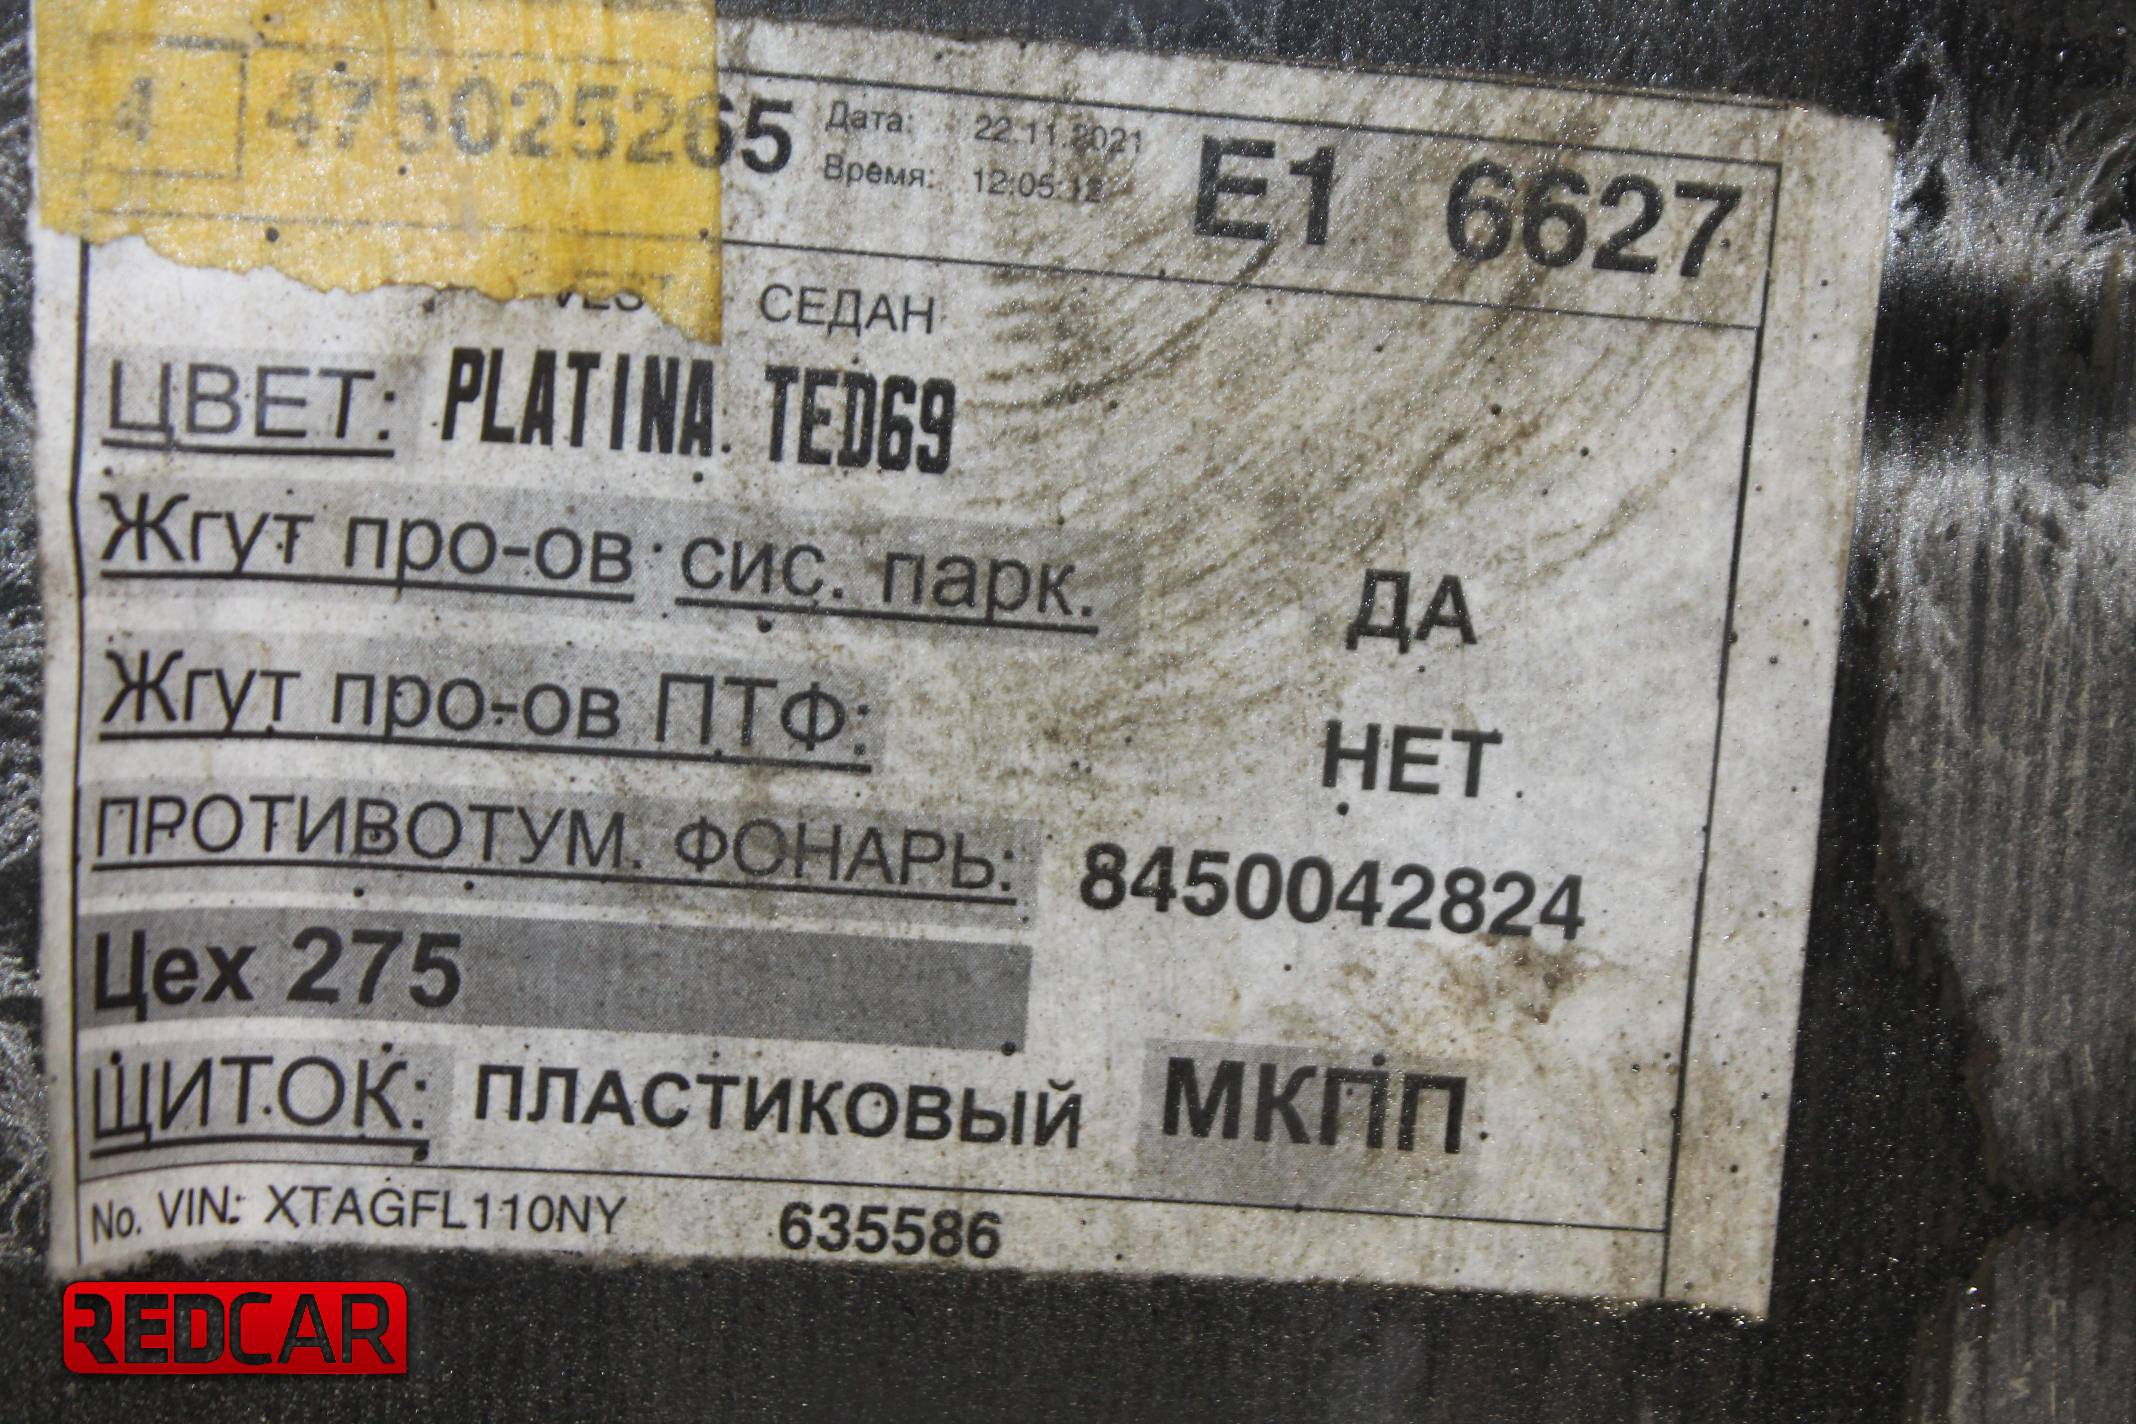 4 475025265 Дата: 22.11.2021 E1 6627
Время: 12:05:12
СЕДАН
ЦВЕТ: PLATINA TED69
Жгут про-ов сис. парк. ДА
Жгут про-ов ПТФ: НЕТ
ПРОТИВОТУМ. ФОНАРЬ: 8450042824
Цех 275
ЩИТОК: ПЛАСТИКОВЫЙ МКПП
No. VIN: XTAGFL110NY 635586
REDCAR